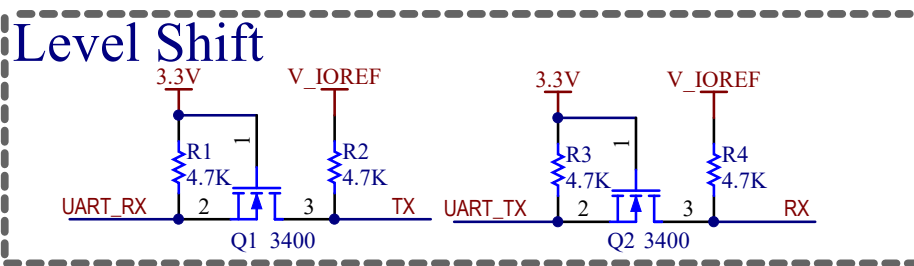 Level Shift
3.3V V_IOREF 3.3V V_IOREF
1 1
R1 R2 R3 R4
4.7K 4.7K 4.7K 4.7K
UART_RX 2 3 TX UART_TX 2 3 RX
Q1 3400 Q2 3400